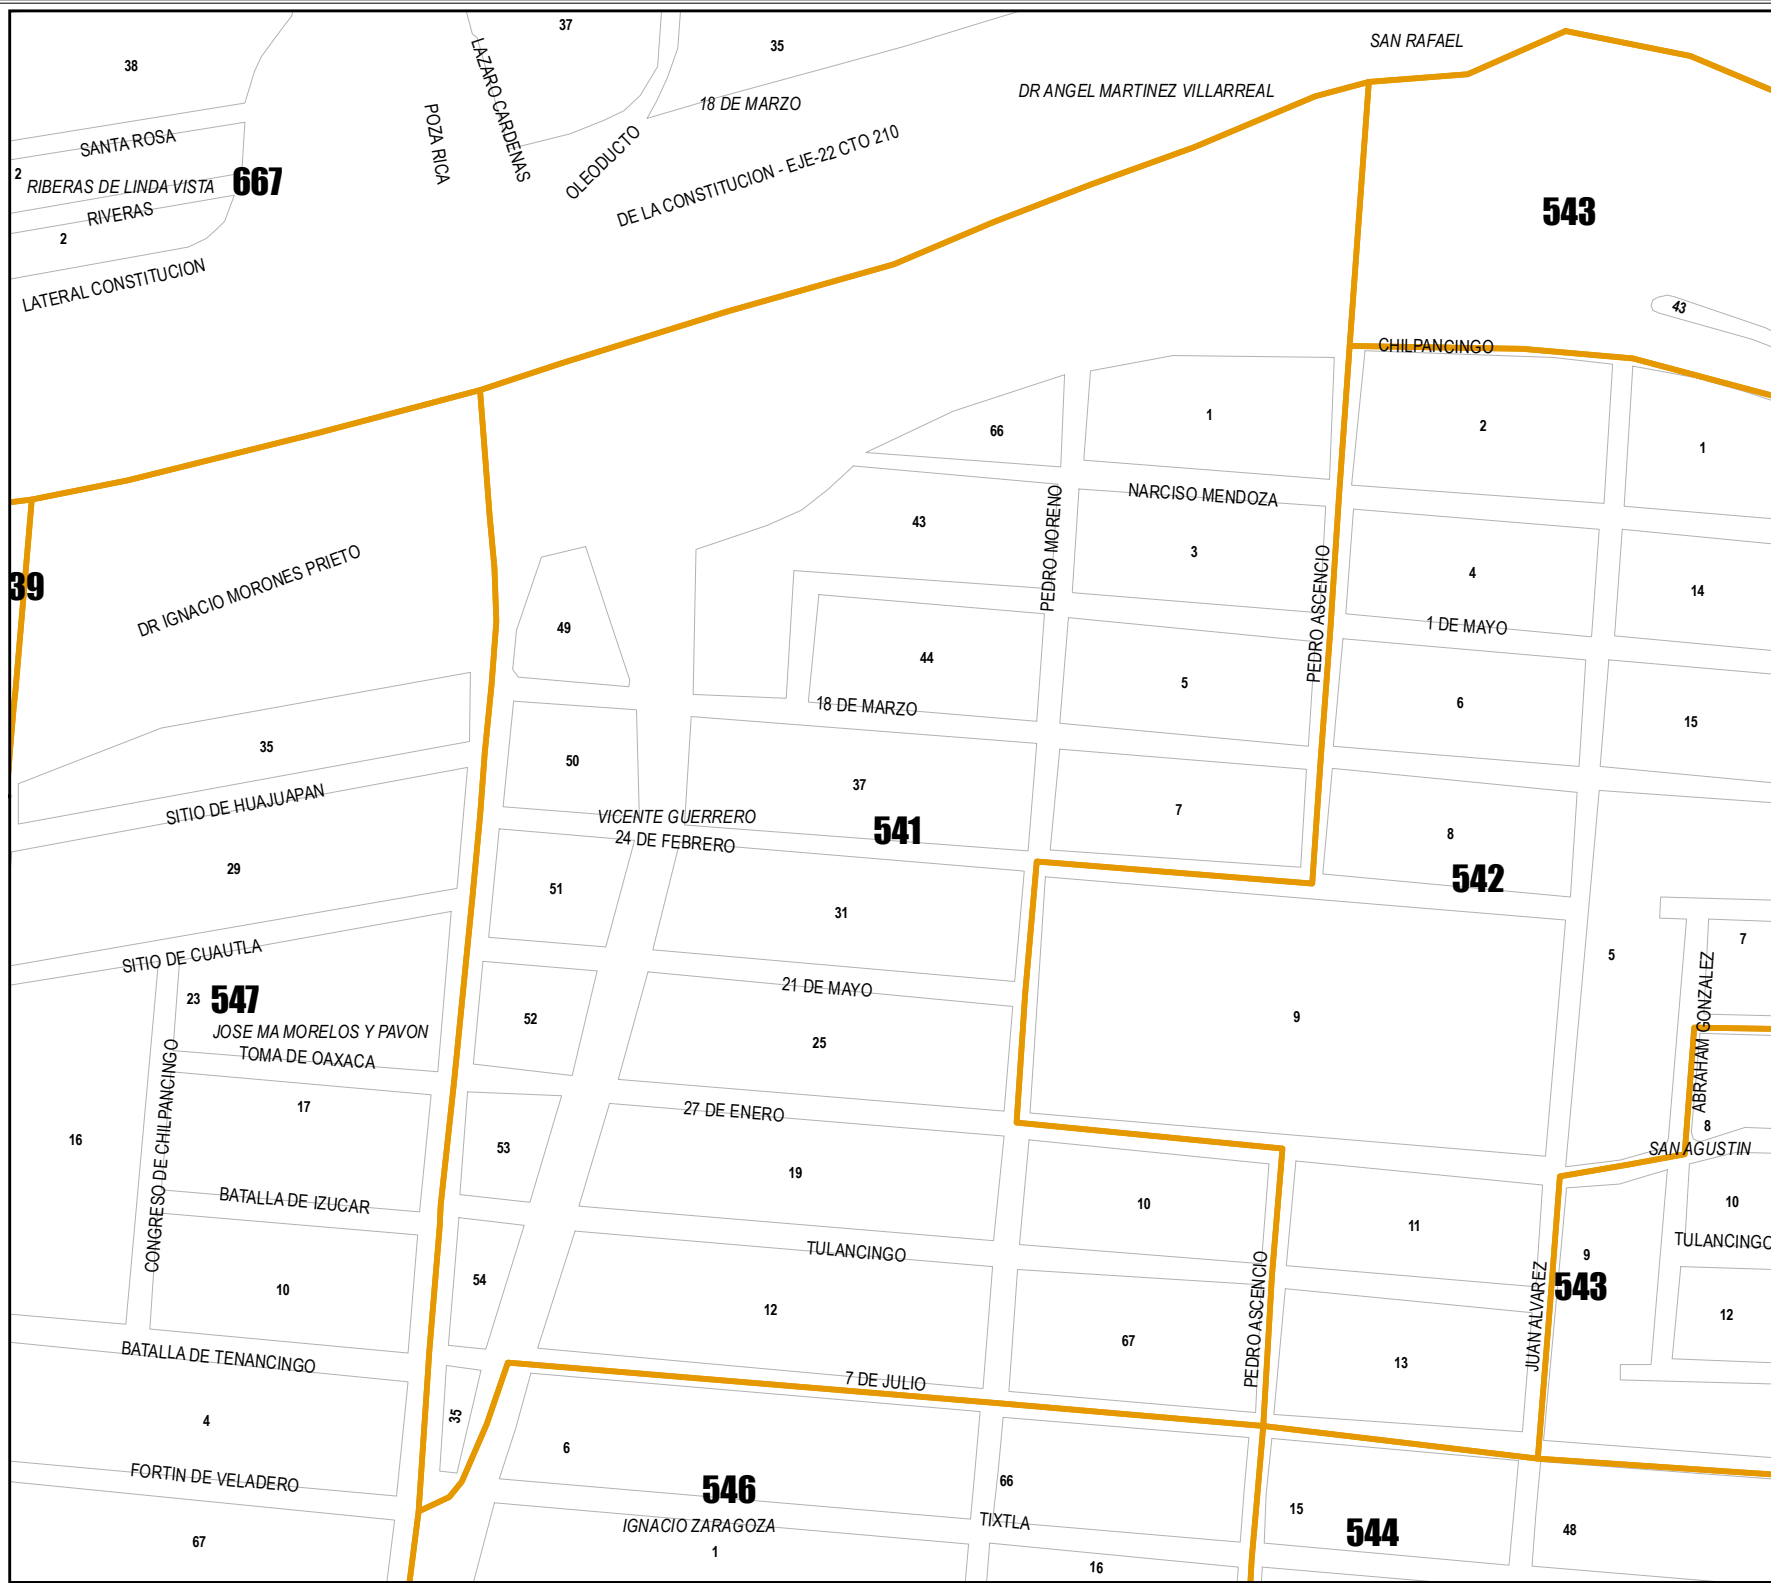 37
38
35
SAN RAFAEL
LAZARO CARDENAS
DR ANGEL MARTINEZ VILLARREAL
18 DE MARZO
POZA RICA
SANTA ROSA
OLEODUCTO
DE LA CONSTITUCION - EJE-22 CTO 210
2
RIBERAS DE LINDA VISTA
667
RIVERAS
543
2
LATERAL CONSTITUCION
43
CHILPANCINGO
1
2
66
1
NARCISO MENDOZA
43
PEDRO MORENO
3
4
14
39
DR IGNACIO MORONES PRIETO
PEDRO ASCENCIO
49
1 DE MAYO
44
5
6
18 DE MARZO
15
35
50
37
SITIO DE HUAJUAPAN
VICENTE GUERRERO
7
541
24 DE FEBRERO
8
29
542
51
31
SITIO DE CUAUTLA
5
7
21 DE MAYO
ABRAHAM GONZALEZ
23
547
52
9
JOSE MA MORELOS Y PAVON
25
TOMA DE OAXACA
17
27 DE ENERO
16
CONGRESO DE CHILPANCINGO
53
8
SAN AGUSTIN
19
BATALLA DE IZUCAR
10
11
10
TULANCINGO
TULANCINGO
9
54
10
543
PEDRO ASCENCIO
JUAN ALVAREZ
12
12
67
BATALLA DE TENANCINGO
13
7 DE JULIO
4
35
6
FORTIN DE VELADERO
546
66
15
IGNACIO ZARAGOZA
TIXTLA
544
48
67
1
16